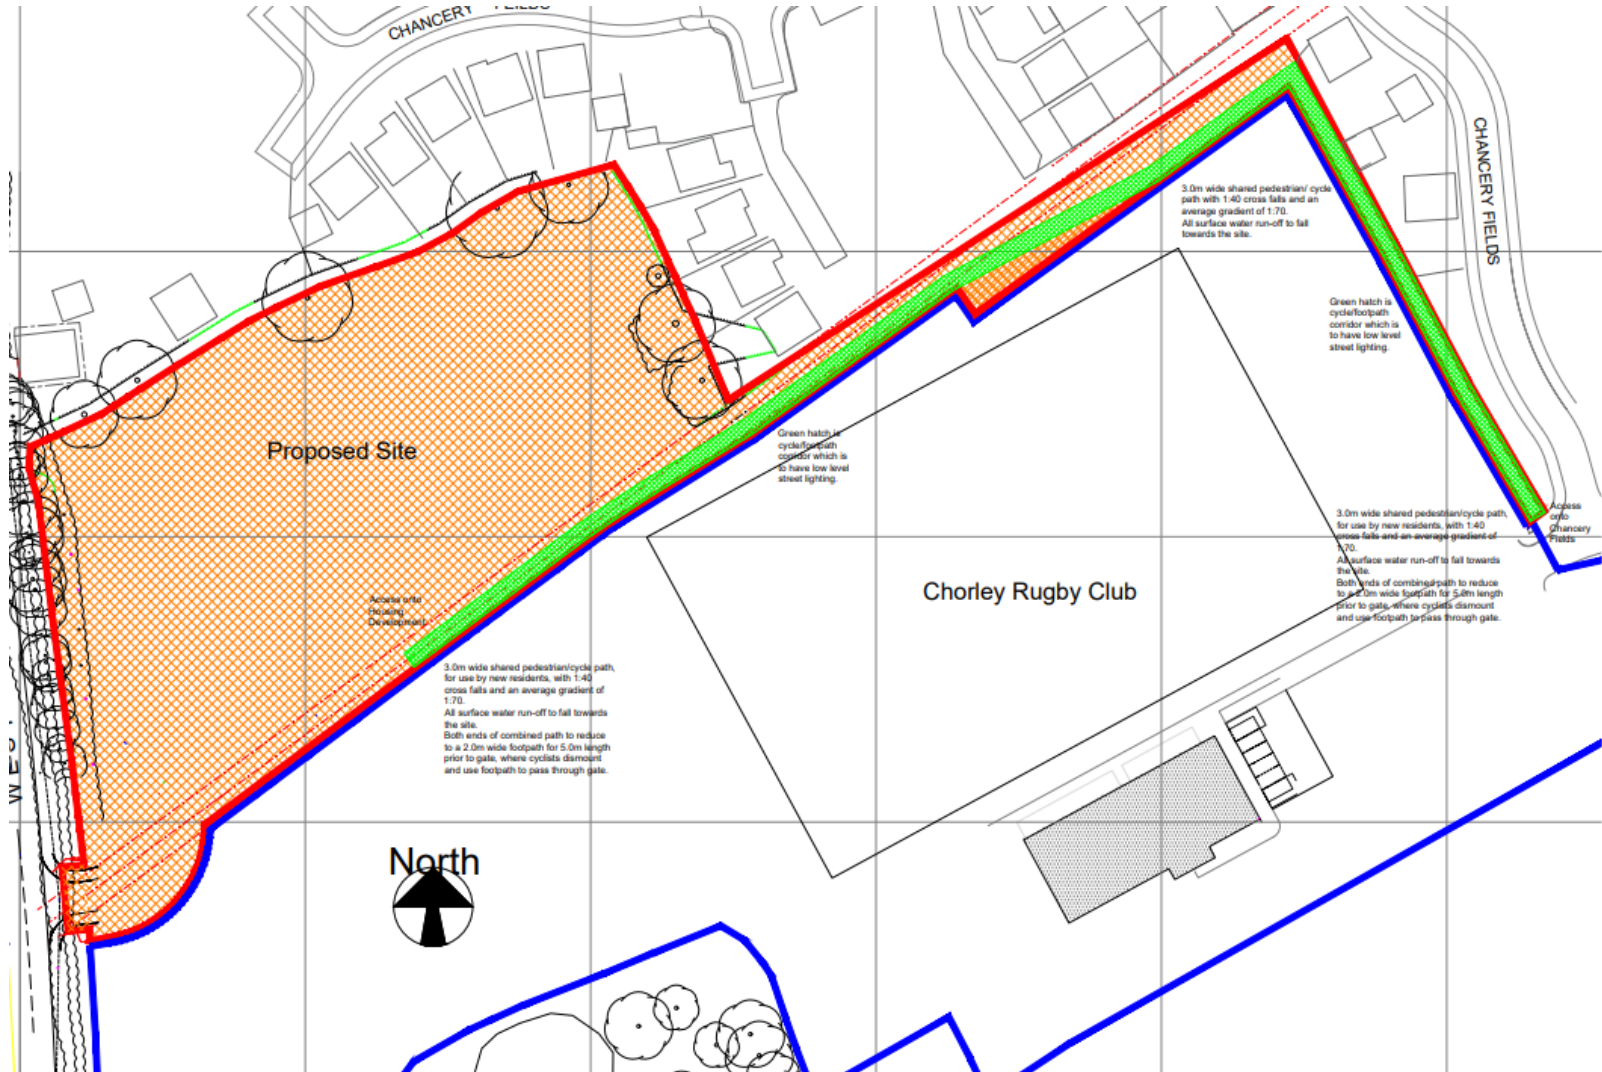 CHANCERY FIELDS
CHANCERY FIELDS
3.0m wide shared pedestrian/ cycle
path with 1:40 cross falls and an
average gradient of 1:70.
All surface water run-off to fall
towards the site.
Green hatch is
cycle/footpath
corridor which is
to have low level
street lighting.
Proposed Site
Green hatch is
cycle/footpath
corridor which is
to have low level
street lighting.
Access
onto
Chancery
Fields
3.0m wide shared pedestrian/cycle path,
for use by new residents, with 1:40
cross falls and an average gradient of
1:70.
All surface water run-off to fall towards
the site.
Both ends of combined path to reduce
to a 2.0m wide footpath for 5.0m length
prior to gate, where cyclists dismount
and use footpath to pass through gate.
Chorley Rugby Club
Access onto
Housing
Development
3.0m wide shared pedestrian/cycle path,
for use by new residents, with 1:40
cross falls and an average gradient of
1:70.
All surface water run-off to fall towards
the site.
Both ends of combined path to reduce
to a 2.0m wide footpath for 5.0m length
prior to gate, where cyclists dismount
and use footpath to pass through gate.
North